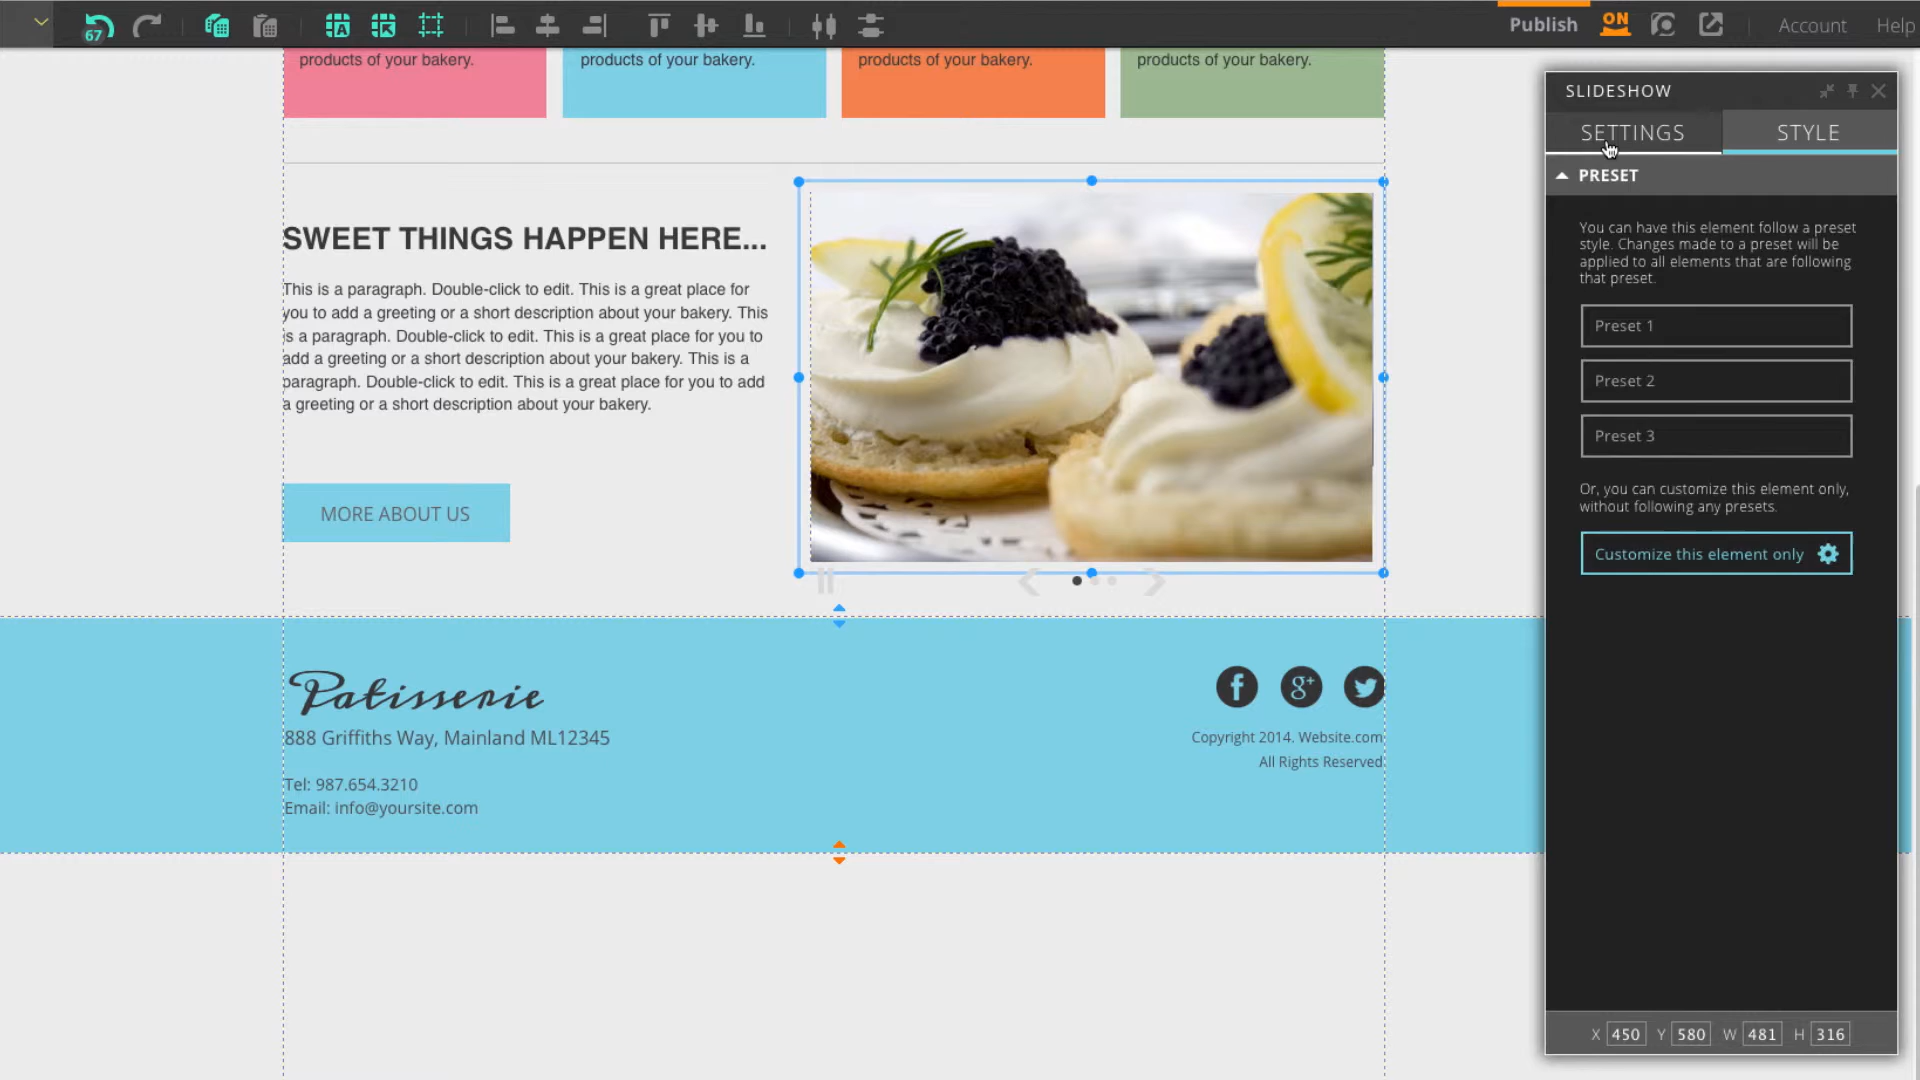 67
Publish
ON
Account
Help
products of your bakery.
products of your bakery.
products of your bakery.
products of your bakery.
SLIDESHOW
SETTINGS
STYLE
PRESET
You can have this element follow a preset
style. Changes made to a preset will be
applied to all elements that are following
that preset.
Preset 1
Preset 2
Preset 3
Or, you can customize this element only,
without following any presets.
Customize this element only
X 450 Y 580 W 481 H 316
SWEET THINGS HAPPEN HERE...
This is a paragraph. Double-click to edit. This is a great place for
you to add a greeting or a short description about your bakery. This
is a paragraph. Double-click to edit. This is a great place for you to
add a greeting or a short description about your bakery. This is a
paragraph. Double-click to edit. This is a great place for you to add
a greeting or a short description about your bakery.
MORE ABOUT US
Patisserie
888 Griffiths Way, Mainland ML12345
Tel: 987.654.3210
Email: info@yoursite.com
Copyright 2014. Website.com
All Rights Reserved